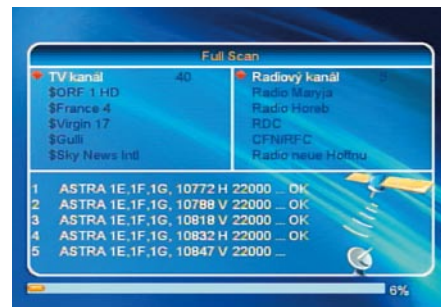 Full Scan
TV kanál 40
$ORF 1 HD
$France 4
$Virgin 17
$Gulli
$Sky News Intl
Radiový kanál
Radio Maryja
Radio Horeb
RDC
CFN/RFC
Radio neue Hoffnu
1 ASTRA 1E,1F,1G, 10772 H 22000 ... OK
2 ASTRA 1E,1F,1G, 10788 V 22000 ... OK
3 ASTRA 1E,1F,1G, 10818 V 22000 ... OK
4 ASTRA 1E,1F,1G, 10832 H 22000 ... OK
5 ASTRA 1E,1F,1G, 10847 V 22000 ...
6%